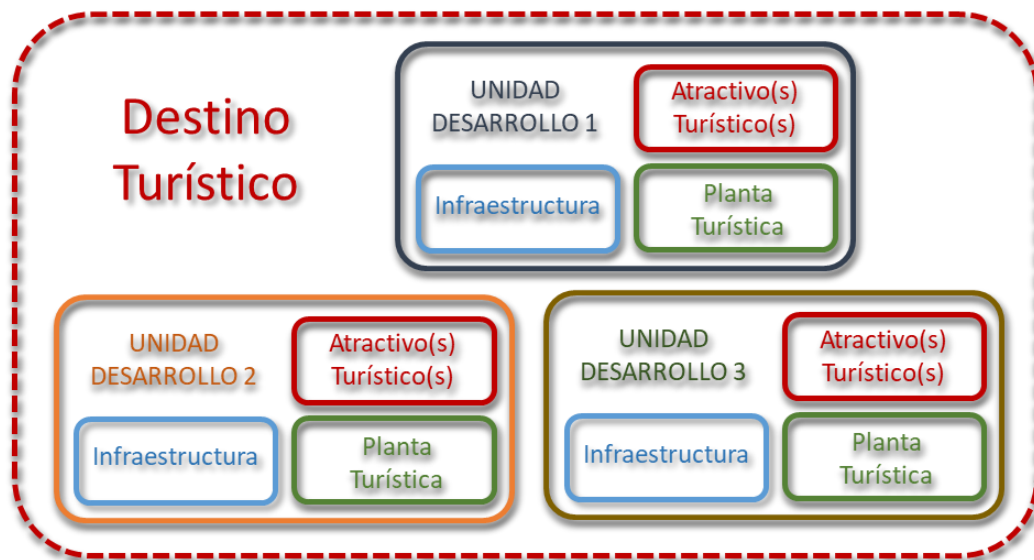 Destino
Turístico
UNIDAD
DESARROLLO 1
Atractivo(s)
Turístico(s)
Infraestructura
Planta
Turística
UNIDAD
DESARROLLO 2
Atractivo(s)
Turístico(s)
Infraestructura
Planta
Turística
UNIDAD
DESARROLLO 3
Atractivo(s)
Turístico(s)
Infraestructura
Planta
Turística